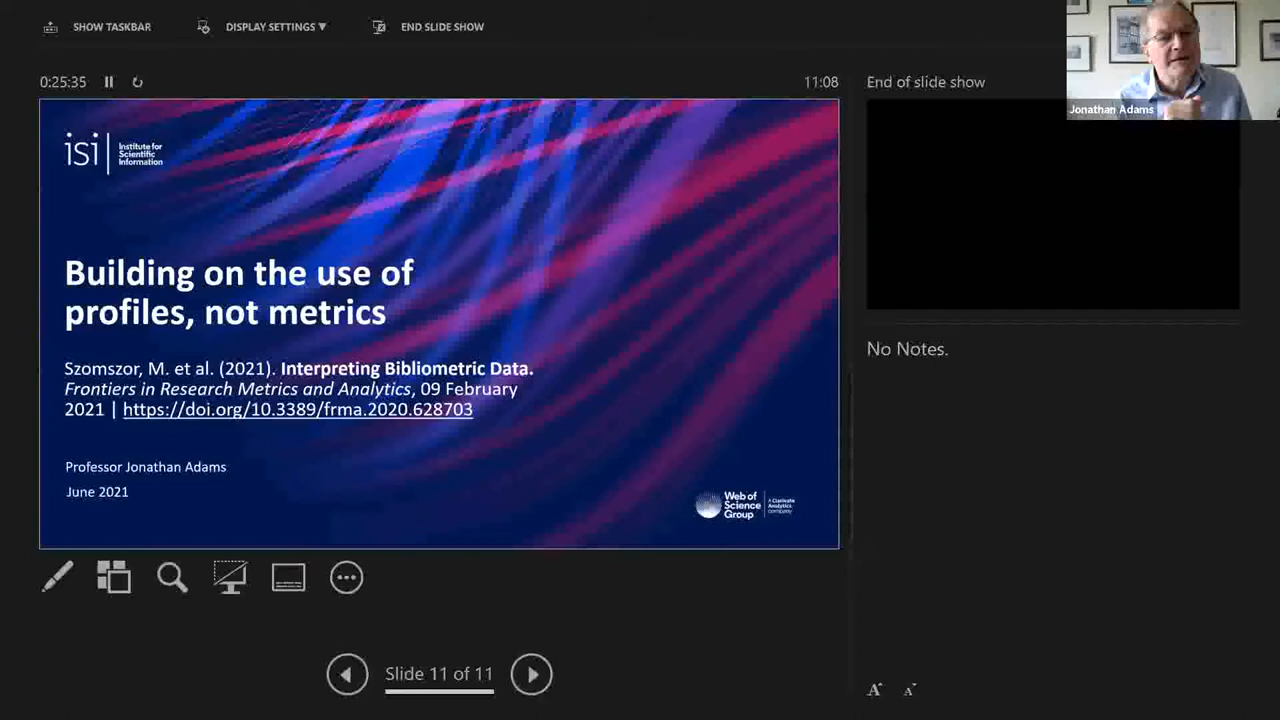 SHOW TASKBAR
DISPLAY SETTINGS ▼
END SLIDE SHOW
0:25:35
11:08
End of slide show
Jonathan Adams
isi
Institute for
Scientific
Information
Building on the use of
profiles, not metrics
Szomszor, M. et al. (2021). Interpreting Bibliometric Data.
Frontiers in Research Metrics and Analytics, 09 February
2021 | https://doi.org/10.3389/frma.2020.628703
Professor Jonathan Adams
June 2021
Web of
Science
Group
A Clarivate
Analytics
company
No Notes.
Slide 11 of 11
A A